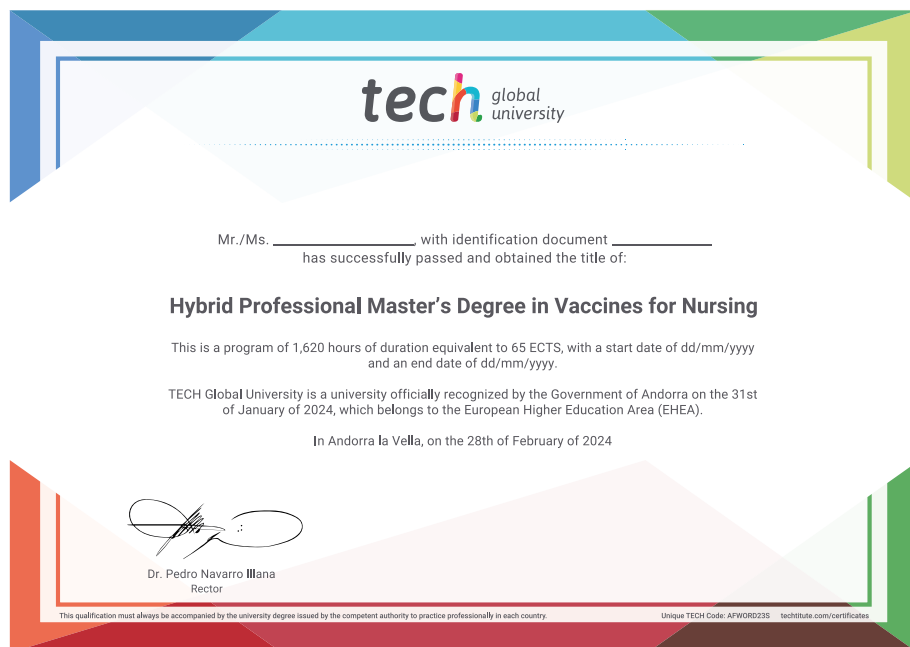 tech global university
Mr./Ms. ______________, with identification document ______________
has successfully passed and obtained the title of:
Hybrid Professional Master’s Degree in Vaccines for Nursing
This is a program of 1,620 hours of duration equivalent to 65 ECTS, with a start date of dd/mm/yyyy
and an end date of dd/mm/yyyy.
TECH Global University is a university officially recognized by the Government of Andorra on the 31st
of January of 2024, which belongs to the European Higher Education Area (EHEA).
In Andorra la Vella, on the 28th of February of 2024
Dr. Pedro Navarro Illana
Rector
This qualification must always be accompanied by the university degree issued by the competent authority to practice professionally in each country.
Unique TECH Code: AFWORD23S techtitute.com/certificates